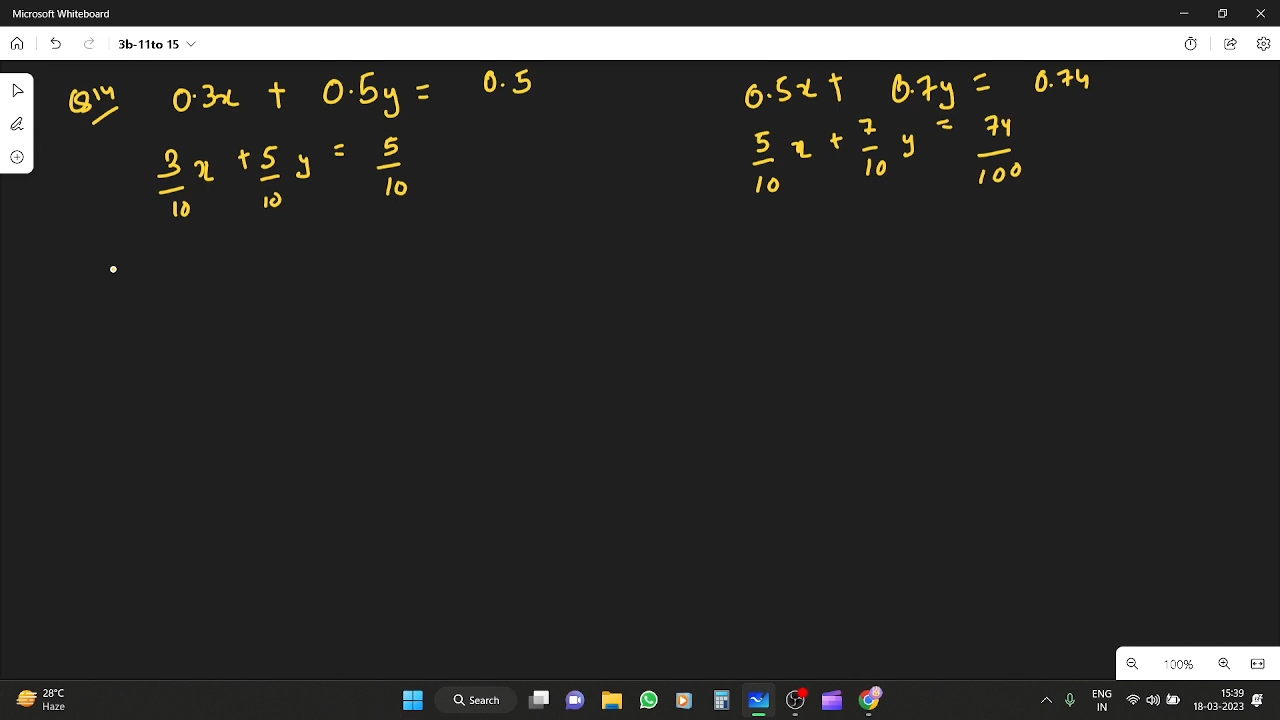 Microsoft Whiteboard
3b-11to 15
Q14 0.3x + 0.5y = 0.5
3/10 x + 5/10 y = 5/10
0.5x + 0.7y = 0.74
5/10 x + 7/10 y = 74/100
100%
28°C
Haze
Search
ENG
IN
15:39
18-03-2023